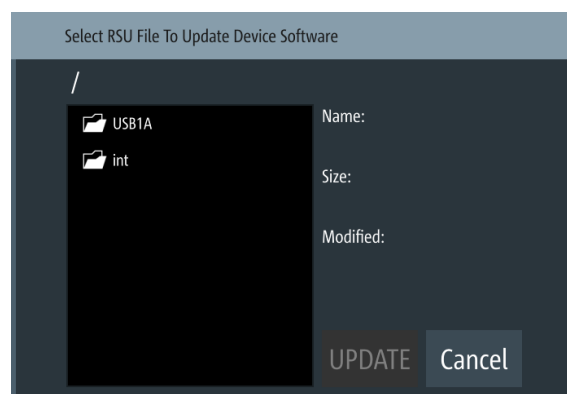 Select RSU File To Update Device Software
/
USB1A
int
Name:
Size:
Modified:
UPDATE
Cancel